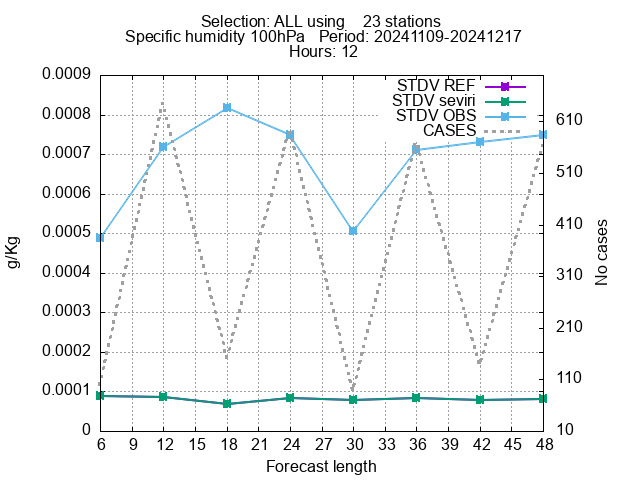 Selection: ALL using    23 stations
Specific humidity 100hPa   Period: 20241109-20241217
Hours: 12
STDV REF
STDV seviri
STDV OBS
CASES
0.0009
0.0008
0.0007
0.0006
0.0005
0.0004
0.0003
0.0002
0.0001
0
g/Kg
610
510
410
310
210
110
10
No cases
6 9 12 15 18 21 24 27 30 33 36 39 42 45 48
Forecast length